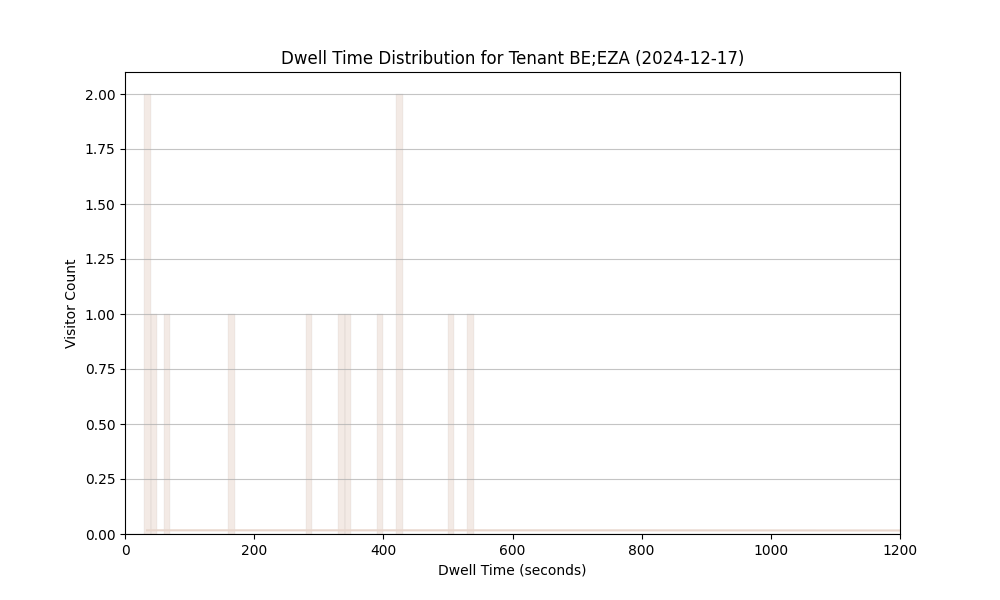 Dwell Time Distribution for Tenant BE;EZA (2024-12-17)
Visitor Count
2.00
1.75
1.50
1.25
1.00
0.75
0.50
0.25
0.00
0 200 400 600 800 1000 1200
Dwell Time (seconds)